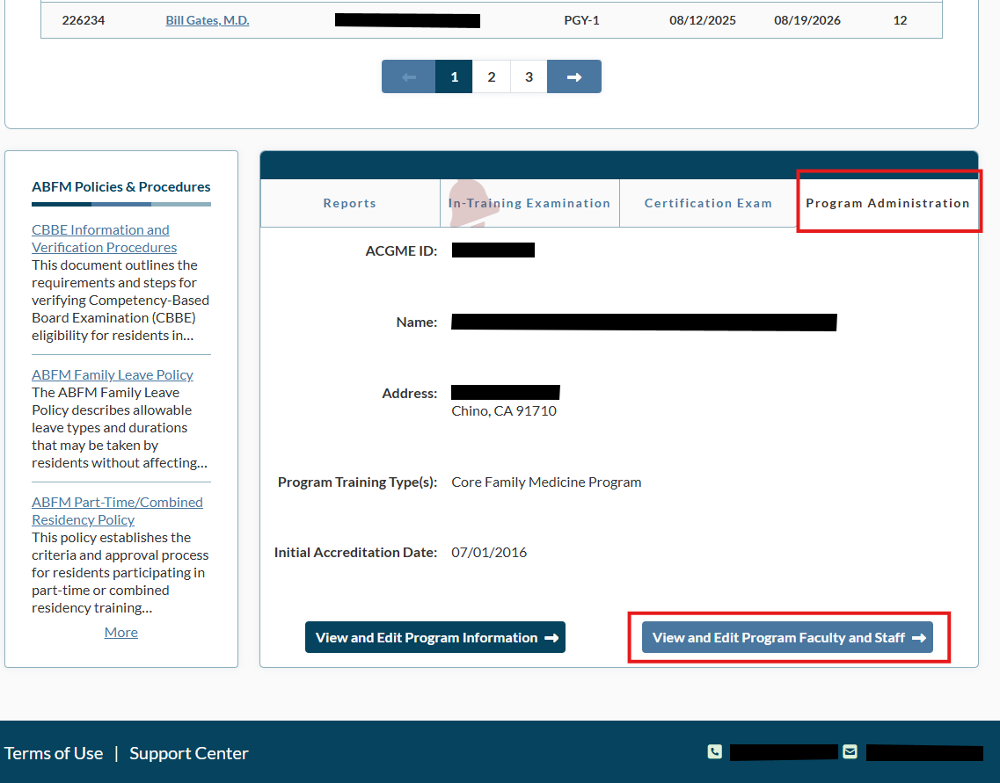 226234 Bill Gates, M.D. PGY-1 08/12/2025 08/19/2026 12
1 2 3
ABFM Policies & Procedures
CBBE Information and
Verification Procedures
This document outlines the
requirements and steps for
verifying Competency-Based
Board Examination (CBBE)
eligibility for residents in...
ABFM Family Leave Policy
The ABFM Family Leave
Policy describes allowable
leave types and durations
that may be taken by
residents without affecting...
ABFM Part-Time/Combined
Residency Policy
This policy establishes the
criteria and approval process
for residents participating in
part-time or combined
residency training...
More
Reports In-Training Examination Certification Exam Program Administration
ACGME ID:
Name:
Address:
Chino, CA 91710
Program Training Type(s): Core Family Medicine Program
Initial Accreditation Date: 07/01/2016
View and Edit Program Information View and Edit Program Faculty and Staff
Terms of Use | Support Center